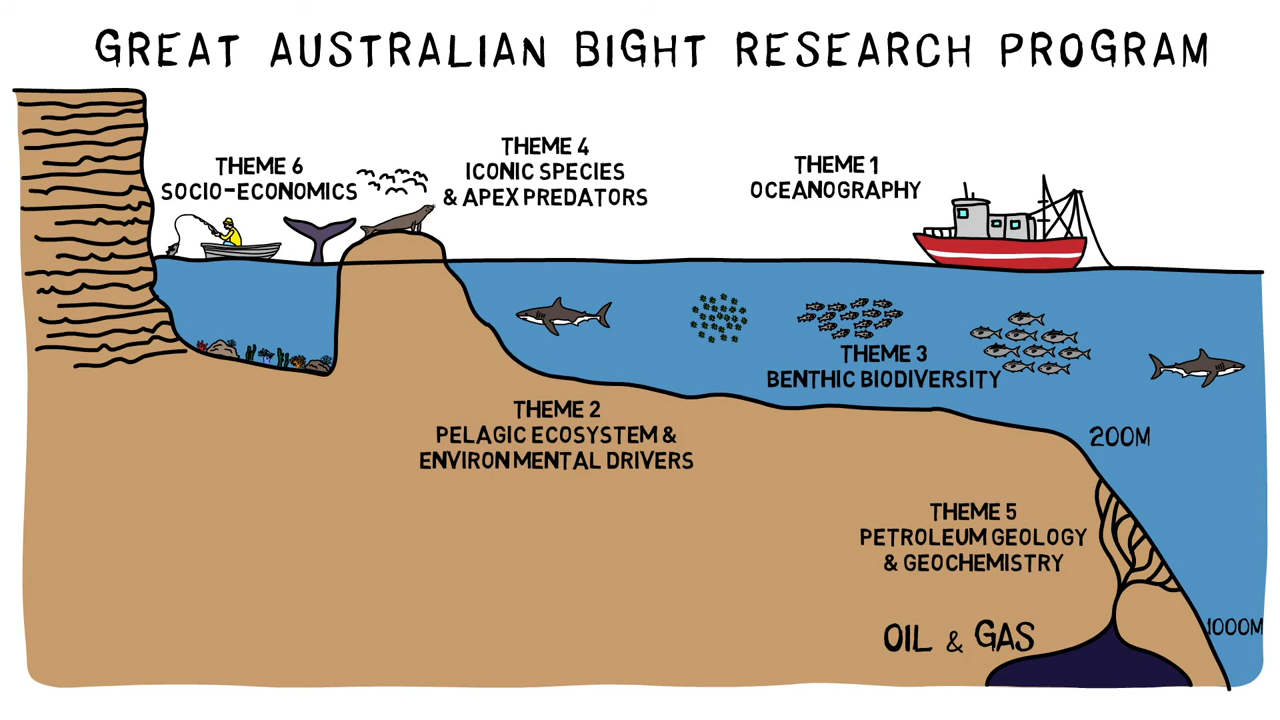 GREAT AUSTRALIAN BIGHT RESEARCH PROGRAM
THEME 6
SOCIO-ECONOMICS
THEME 4
ICONIC SPECIES
& APEX PREDATORS
THEME 1
OCEANOGRAPHY
THEME 3
BENTHIC BIODIVERSITY
THEME 2
PELAGIC ECOSYSTEM &
ENVIRONMENTAL DRIVERS
200M
THEME 5
PETROLEUM GEOLOGY
& GEOCHEMISTRY
OIL & GAS
1000M